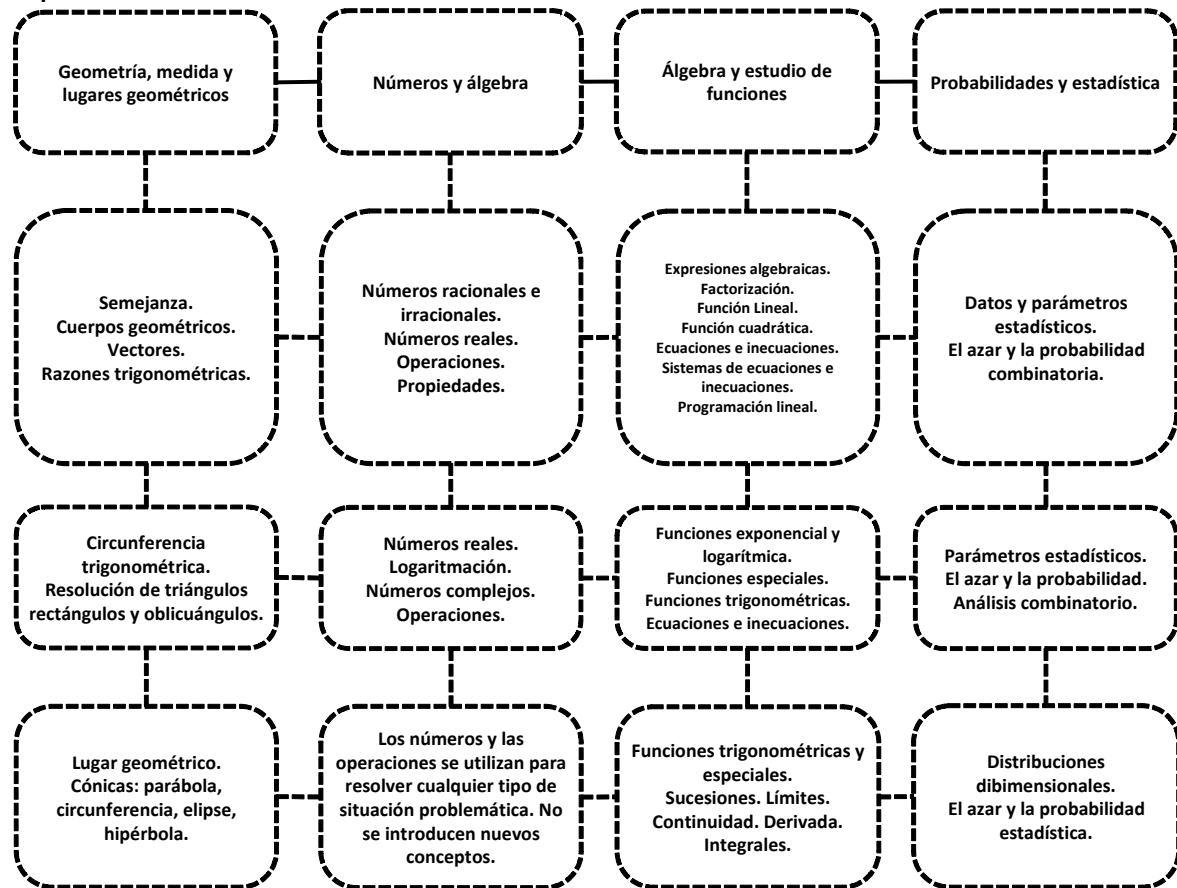 Geometría, medida y
lugares geométricos
Números y álgebra
Álgebra y estudio de
funciones
Probabilidades y estadística
Semejanza.
Cuerpos geométricos.
Vectores.
Razones trigonométricas.
Números racionales e
irracionales.
Números reales.
Operaciones.
Propiedades.
Expresiones algebraicas.
Factorización.
Función Lineal.
Función cuadrática.
Ecuaciones e inecuaciones.
Sistemas de ecuaciones e
inecuaciones.
Programación lineal.
Datos y parámetros
estadísticos.
El azar y la probabilidad
combinatoria.
Circunferencia
trigonométrica.
Resolución de triángulos
rectángulos y oblicuángulos.
Números reales.
Logaritmación.
Números complejos.
Operaciones.
Funciones exponencial y
logarítmica.
Funciones especiales.
Funciones trigonométricas.
Ecuaciones e inecuaciones.
Parámetros estadísticos.
El azar y la probabilidad.
Análisis combinatorio.
Lugar geométrico.
Cónicas: parábola,
circunferencia, elipse,
hipérbola.
Los números y las
operaciones se utilizan para
resolver cualquier tipo de
situación problemática. No
se introducen nuevos
conceptos.
Funciones trigonométricas y
especiales.
Sucesiones. Límites.
Continuidad. Derivada.
Integrales.
Distribuciones
dibimensionales.
El azar y la probabilidad
estadística.